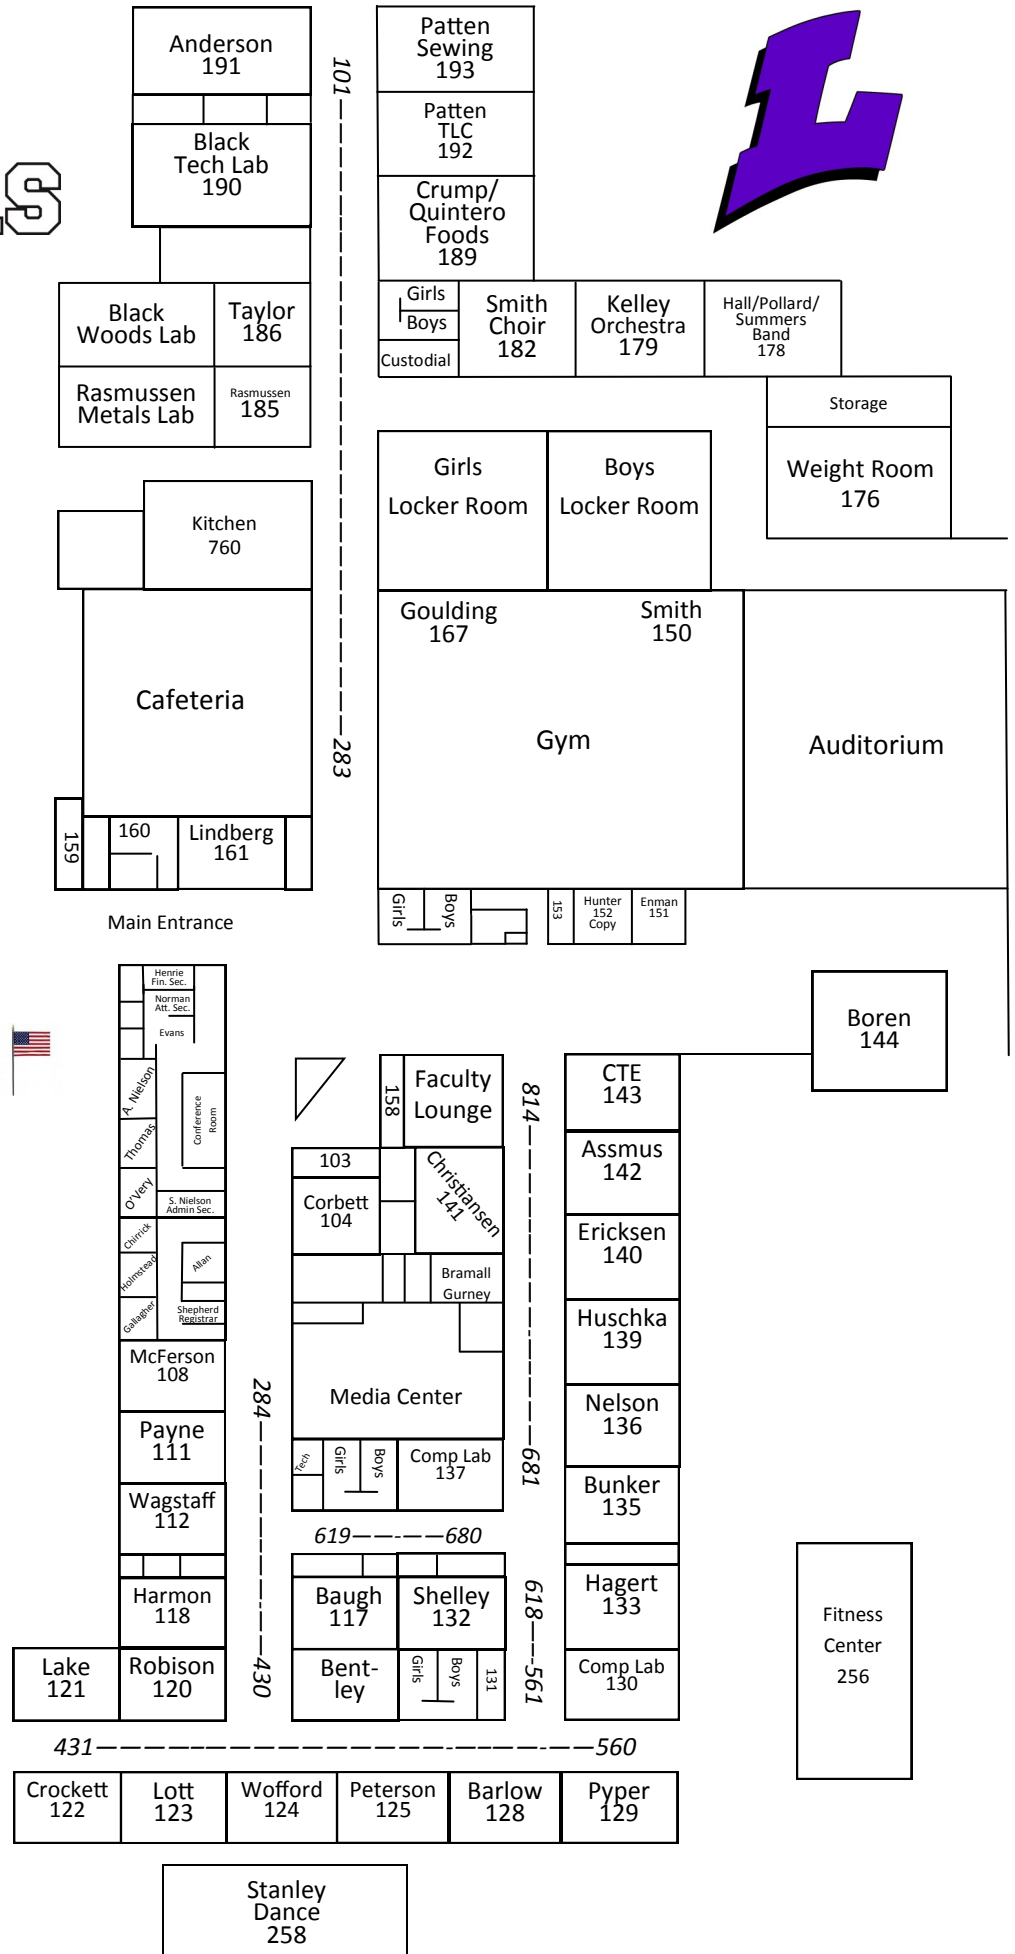 LS
Anderson
191
Black
Tech Lab
190
101
283
Patten
Sewing
193
Patten
TLC
192
Crump/
Quintero
Foods
189
L
Black
Woods Lab
Taylor
186
Rasmussen
Metals Lab
Rasmussen
185
Girls
Boys
Custodial
Smith
Choir
182
Kelley
Orchestra
179
Hall/Pollard/
Summers
Band
178
Storage
Weight Room
176
Kitchen
760
Girls
Locker Room
Boys
Locker Room
Cafeteria
Goulding
167
Smith
150
Gym
Auditorium
159
160
Lindberg
161
Main Entrance
Girls
Boys
153
Hunter
152
Copy
Enman
151
Henrie
Fin. Sec.
Norman
Att. Sec.
Evans
A. Nielson
Thomas
O'Very
Conference
Room
S. Nielson
Admin Sec.
Chirrick
Holmstead
Gallagher
Allan
Shepherd
Registrar
McFerson
108
Payne
111
Wagstaff
112
Harmon
118
Lake
121
Robison
120
284
430
158
Faculty
Lounge
103
Corbett
104
Christiansen
141
Bramall
Gurney
Media Center
Tech
Girls
Boys
Comp Lab
137
619
680
Baugh
117
Shelley
132
Bent-
ley
Girls
Boys
131
814
681
618
561
CTE
143
Boren
144
Assmus
142
Ericksen
140
Huschka
139
Nelson
136
Bunker
135
Hagert
133
Comp Lab
130
Fitness
Center
256
431
560
Crockett
122
Lott
123
Wofford
124
Peterson
125
Barlow
128
Pyper
129
Stanley
Dance
258